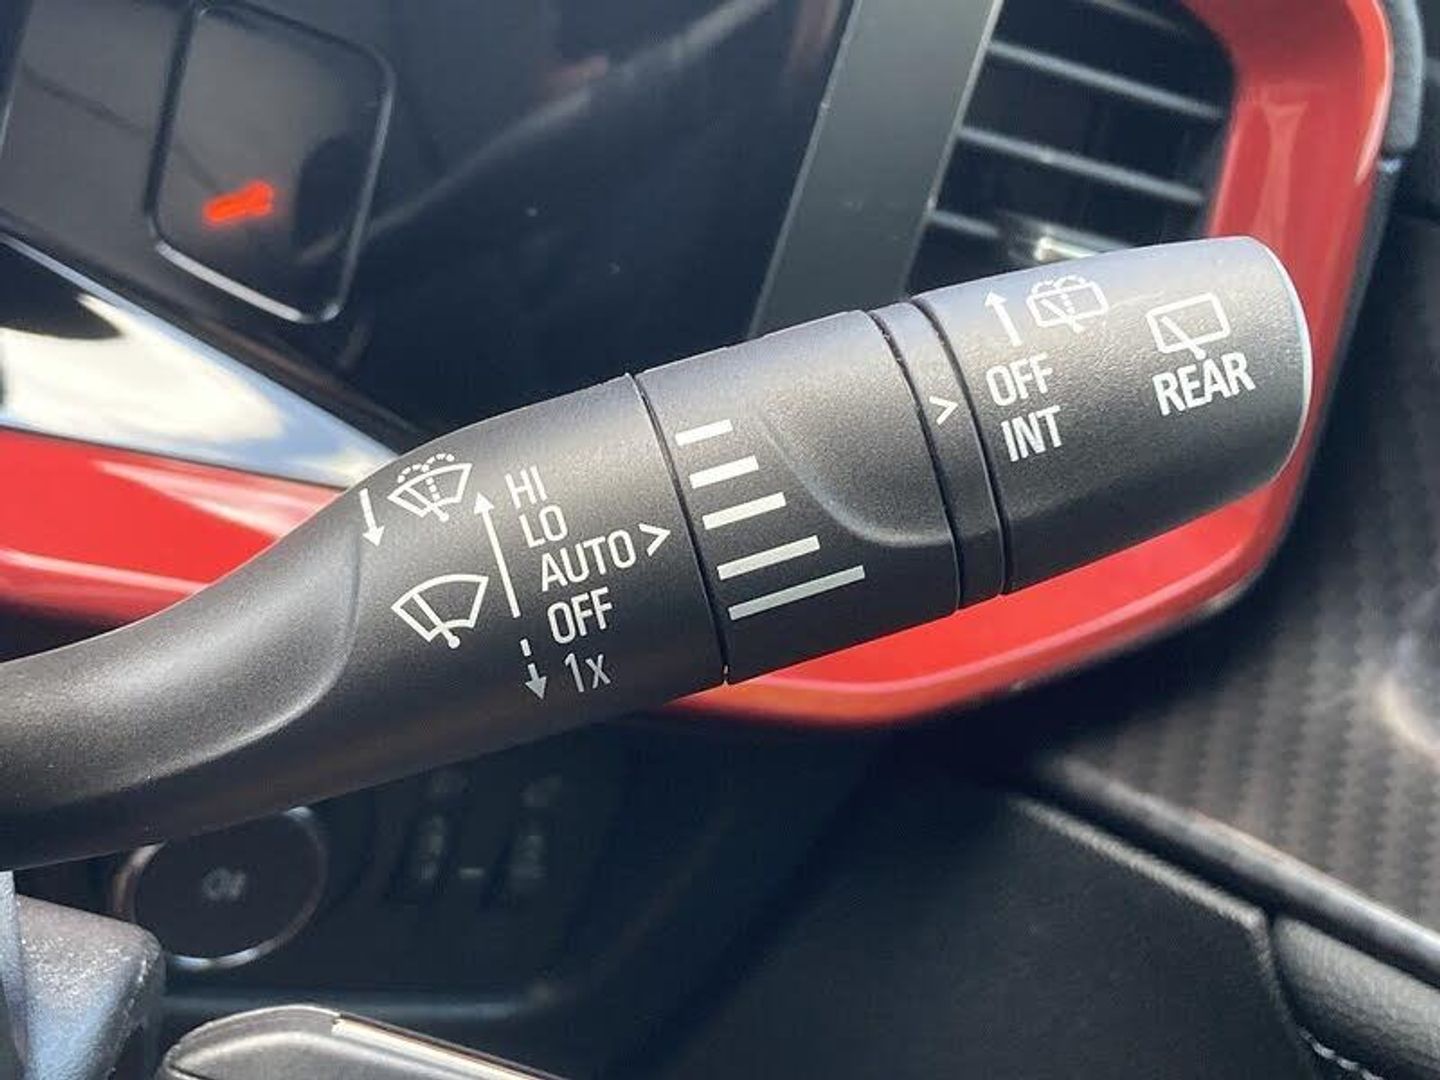 HI
LO
AUTO >
OFF
1x
>
OFF
INT
REAR